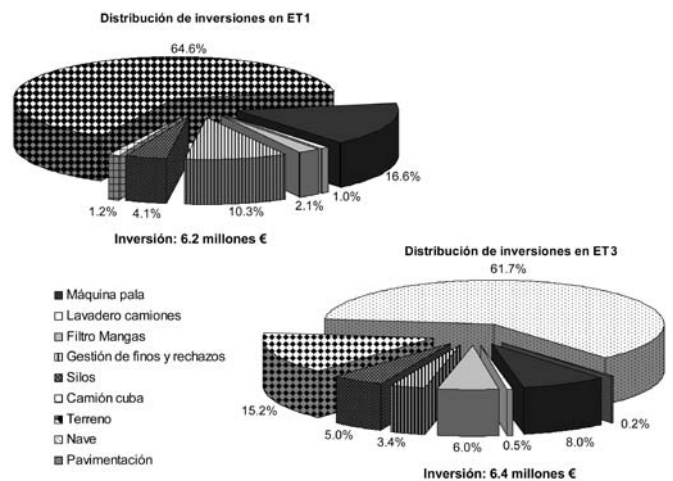 Distribución de inversiones en ET1
64.6%
16.6%
1.0%
2.1%
10.3%
4.1%
1.2%
Inversión: 6.2 millones €
Distribución de inversiones en ET3
61.7%
15.2%
5.0%
3.4%
6.0%
0.5%
8.0%
0.2%
Inversión: 6.4 millones €
Máquina pala
Lavadero camiones
Filtro Mangas
Gestión de finos y rechazos
Silos
Camión cuba
Terreno
Nave
Pavimentación